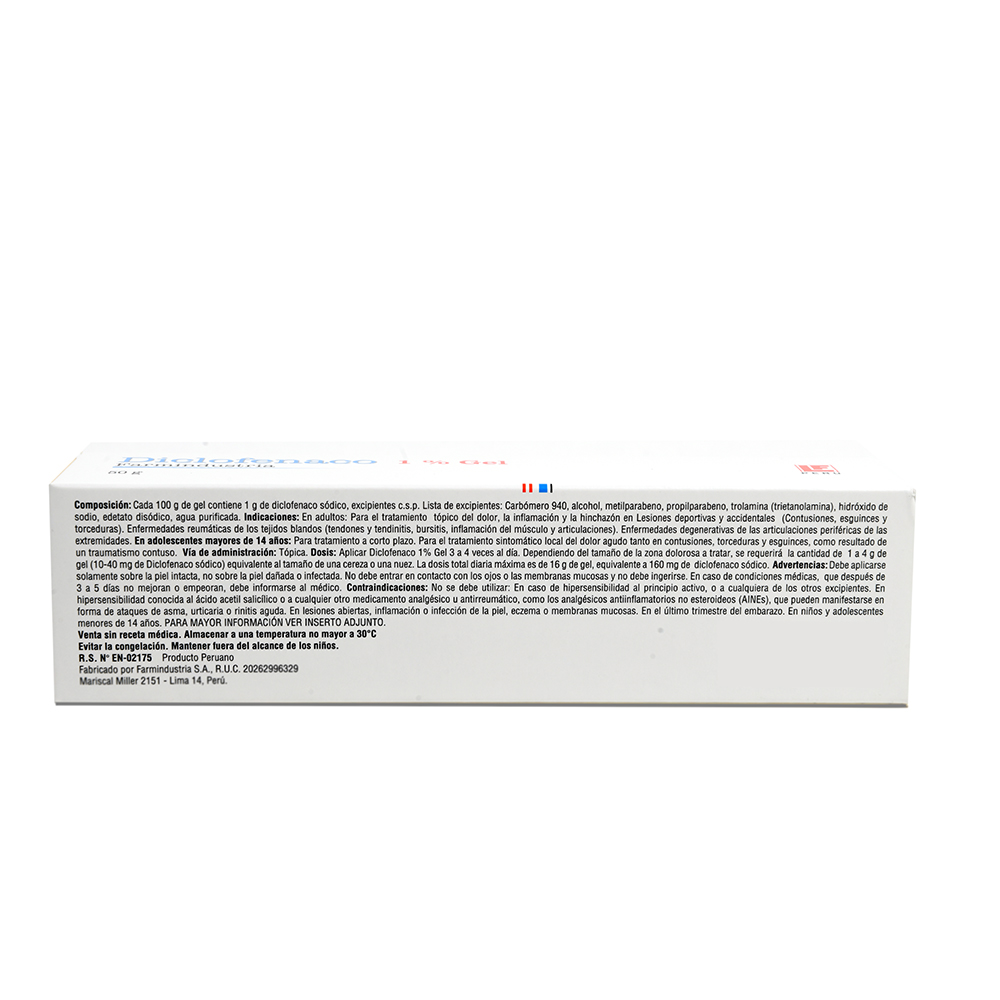 Diclofenaco 1 % Gel
Farmindustria
50 g
PERÚ
Composición: Cada 100 g de gel contiene 1 g de diclofenaco sódico, excipientes c.s.p. Lista de excipientes: Carbómero 940, alcohol, metilparabeno, propilparabeno, trolamina (trietanolamina), hidróxido de
sodio, edetato disódico, agua purificada. Indicaciones: En adultos: Para el tratamiento tópico del dolor, la inflamación y la hinchazón en Lesiones deportivas y accidentales (Contusiones, esguinces y
torceduras). Enfermedades reumáticas de los tejidos blandos (tendones y tendinitis, bursitis, inflamación del músculo y articulaciones). Enfermedades degenerativas de las articulaciones periféricas de las
extremidades. En adolescentes mayores de 14 años: Para tratamiento a corto plazo. Para el tratamiento sintomático local del dolor agudo tanto en contusiones, torceduras y esguinces, como resultado de
un traumatismo contuso. Vía de administración: Tópica. Dosis: Aplicar Diclofenaco 1% Gel 3 a 4 veces al día. Dependiendo del tamaño de la zona dolorosa a tratar, se requerirá la cantidad de 1 a 4 g de
gel (10-40 mg de Diclofenaco sódico) equivalente al tamaño de una cereza o una nuez. La dosis total diaria máxima es de 16 g de gel, equivalente a 160 mg de diclofenaco sódico. Advertencias: Debe aplicarse
solamente sobre la piel intacta, no sobre la piel dañada o infectada. No debe entrar en contacto con los ojos o las membranas mucosas y no debe ingerirse. En caso de condiciones médicas, que después de
3 a 5 días no mejoran o empeoran, debe informarse al médico. Contraindicaciones: No se debe utilizar: En caso de hipersensibilidad al principio activo, o a cualquiera de los otros excipientes. En
hipersensibilidad conocida al ácido acetil salicílico o a cualquier otro medicamento analgésico u antirreumático, como los analgésicos antiinflamatorios no esteroideos (AINEs), que pueden manifestarse en
forma de ataques de asma, urticaria o rinitis aguda. En lesiones abiertas, inflamación o infección de la piel, eczema o membranas mucosas. En el último trimestre del embarazo. En niños y adolescentes
menores de 14 años. PARA MAYOR INFORMACIÓN VER INSERTO ADJUNTO.
Venta sin receta médica. Almacenar a una temperatura no mayor a 30°C
Evitar la congelación. Mantener fuera del alcance de los niños.
R.S. N° EN-02175 Producto Peruano
Fabricado por Farmindustria S.A., R.U.C. 20262996329
Mariscal Miller 2151 - Lima 14, Perú.